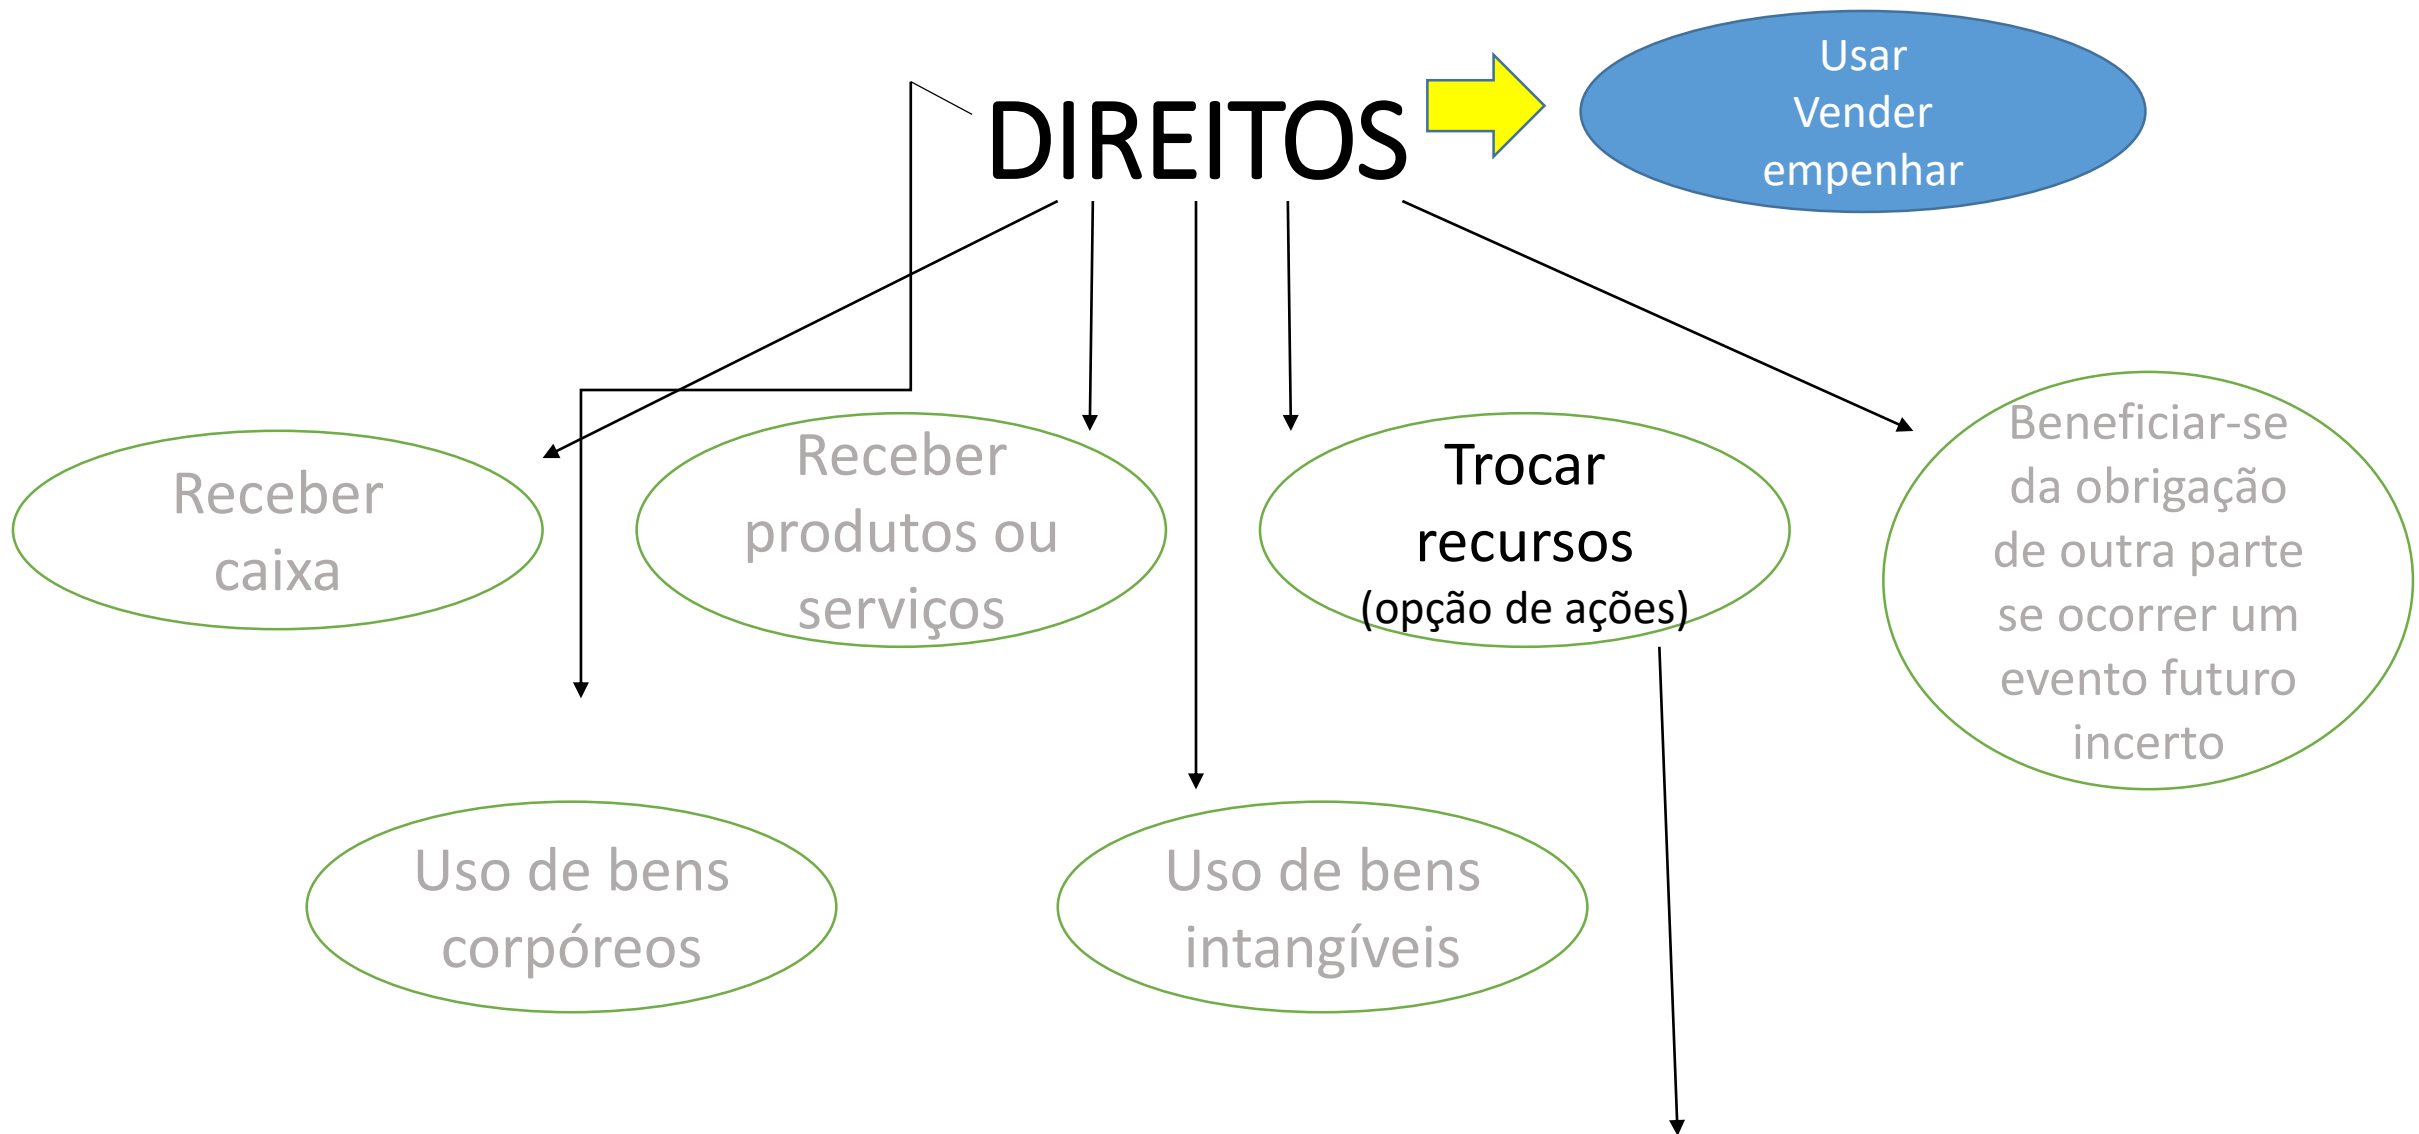 DIREITOS
Usar
Vender
empenhar
Receber
caixa
Receber
produtos ou
serviços
Trocar
recursos
(opção de ações)
Beneficiar-se
da obrigação
de outra parte
se ocorrer um
evento futuro
incerto
Uso de bens
corpóreos
Uso de bens
intangíveis